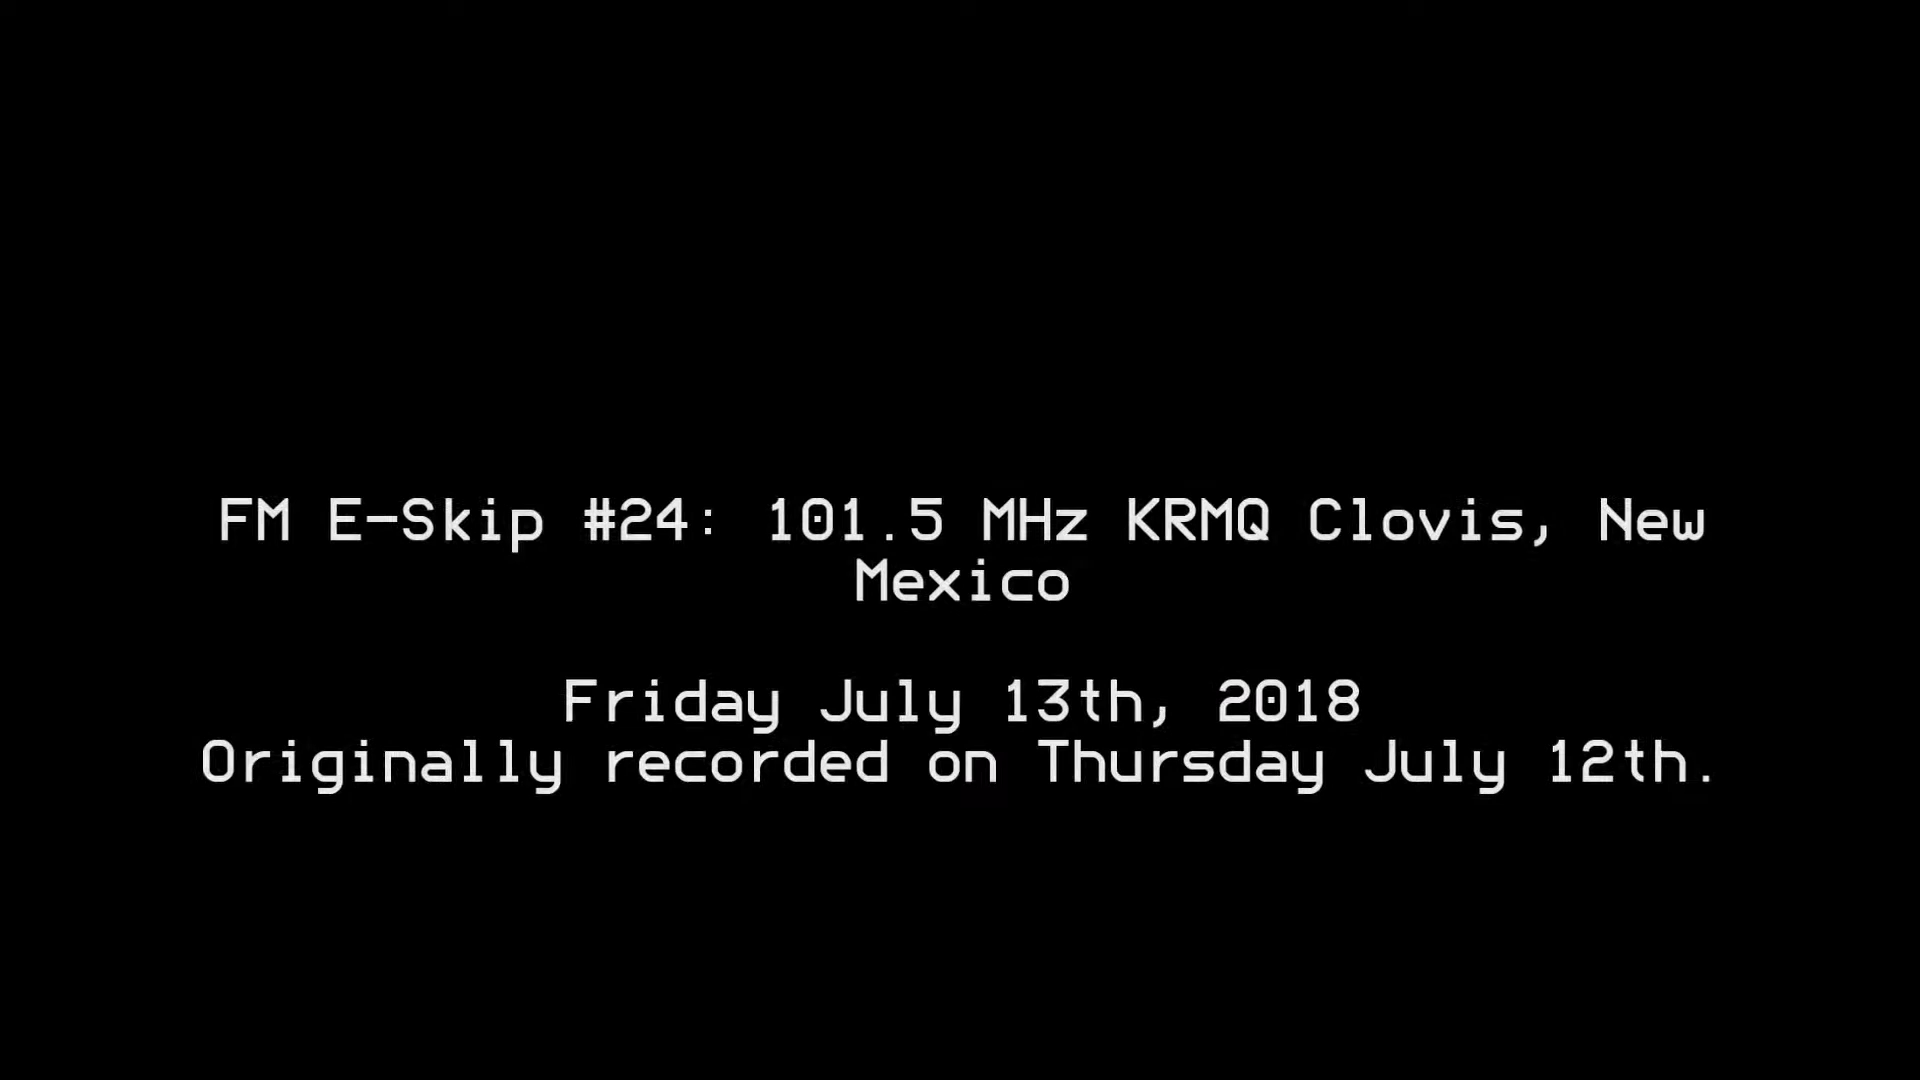 FM E-Skip #24: 101.5 MHz KRMQ Clovis, New
Mexico
Friday July 13th, 2018
Originally recorded on Thursday July 12th.